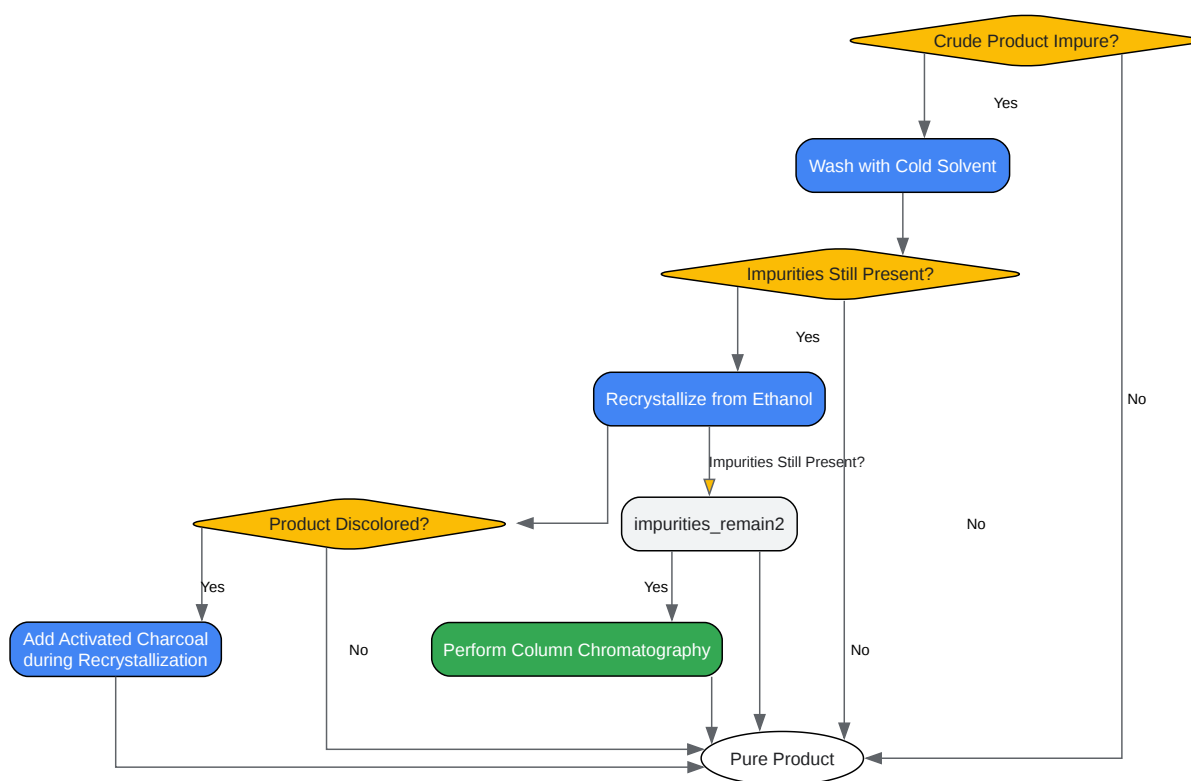 Crude Product Impure?
Yes
Wash with Cold Solvent
Impurities Still Present?
Yes
Recrystallize from Ethanol
No
Impurities Still Present?
Product Discolored?
impurities_remain2
No
Yes
Yes
Add Activated Charcoal
during Recrystallization
No
Perform Column Chromatography
No
Pure Product